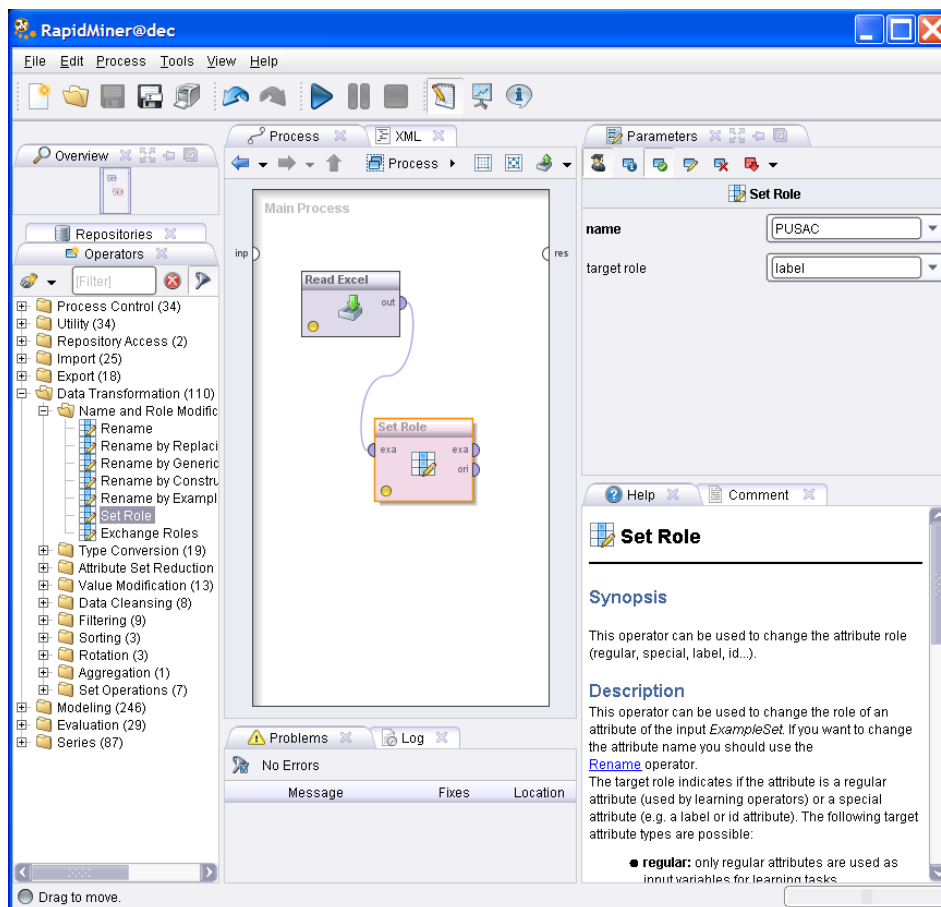 RapidMiner@dec
File Edit Process Tools View Help
Overview
Repositories
Operators
[Filter]
Process Control (34)
Utility (34)
Repository Access (2)
Import (25)
Export (18)
Data Transformation (110)
Name and Role Modific
Rename
Rename by Replaci
Rename by Generic
Rename by Constru
Rename by Exampl
Set Role
Exchange Roles
Type Conversion (19)
Attribute Set Reduction
Value Modification (13)
Data Cleansing (8)
Filtering (9)
Sorting (3)
Rotation (3)
Aggregation (1)
Set Operations (7)
Modeling (246)
Evaluation (29)
Series (87)
Process XML
Process
Main Process
inp
res
Read Excel
out
Set Role
exa exa
ori
Problems Log
No Errors
Message Fixes Location
Parameters
Set Role
name PUSAC
target role label
Help Comment
Set Role
Synopsis
This operator can be used to change the attribute role
(regular, special, label, id...).
Description
This operator can be used to change the role of an
attribute of the input ExampleSet. If you want to change
the attribute name you should use the
Rename operator.
The target role indicates if the attribute is a regular
attribute (used by learning operators) or a special
attribute (e.g. a label or id attribute). The following target
attribute types are possible:
regular: only regular attributes are used as
input variables for learning tasks
Drag to move.